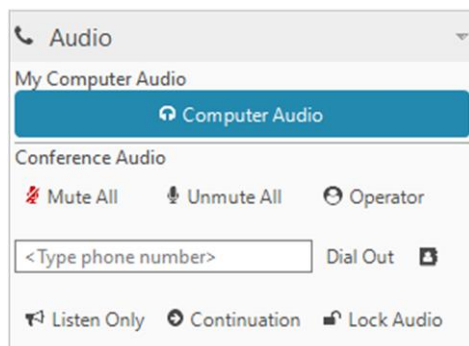 Audio
My Computer Audio
Computer Audio
Conference Audio
Mute All Unmute All Operator
<Type phone number> Dial Out
Listen Only Continuation Lock Audio